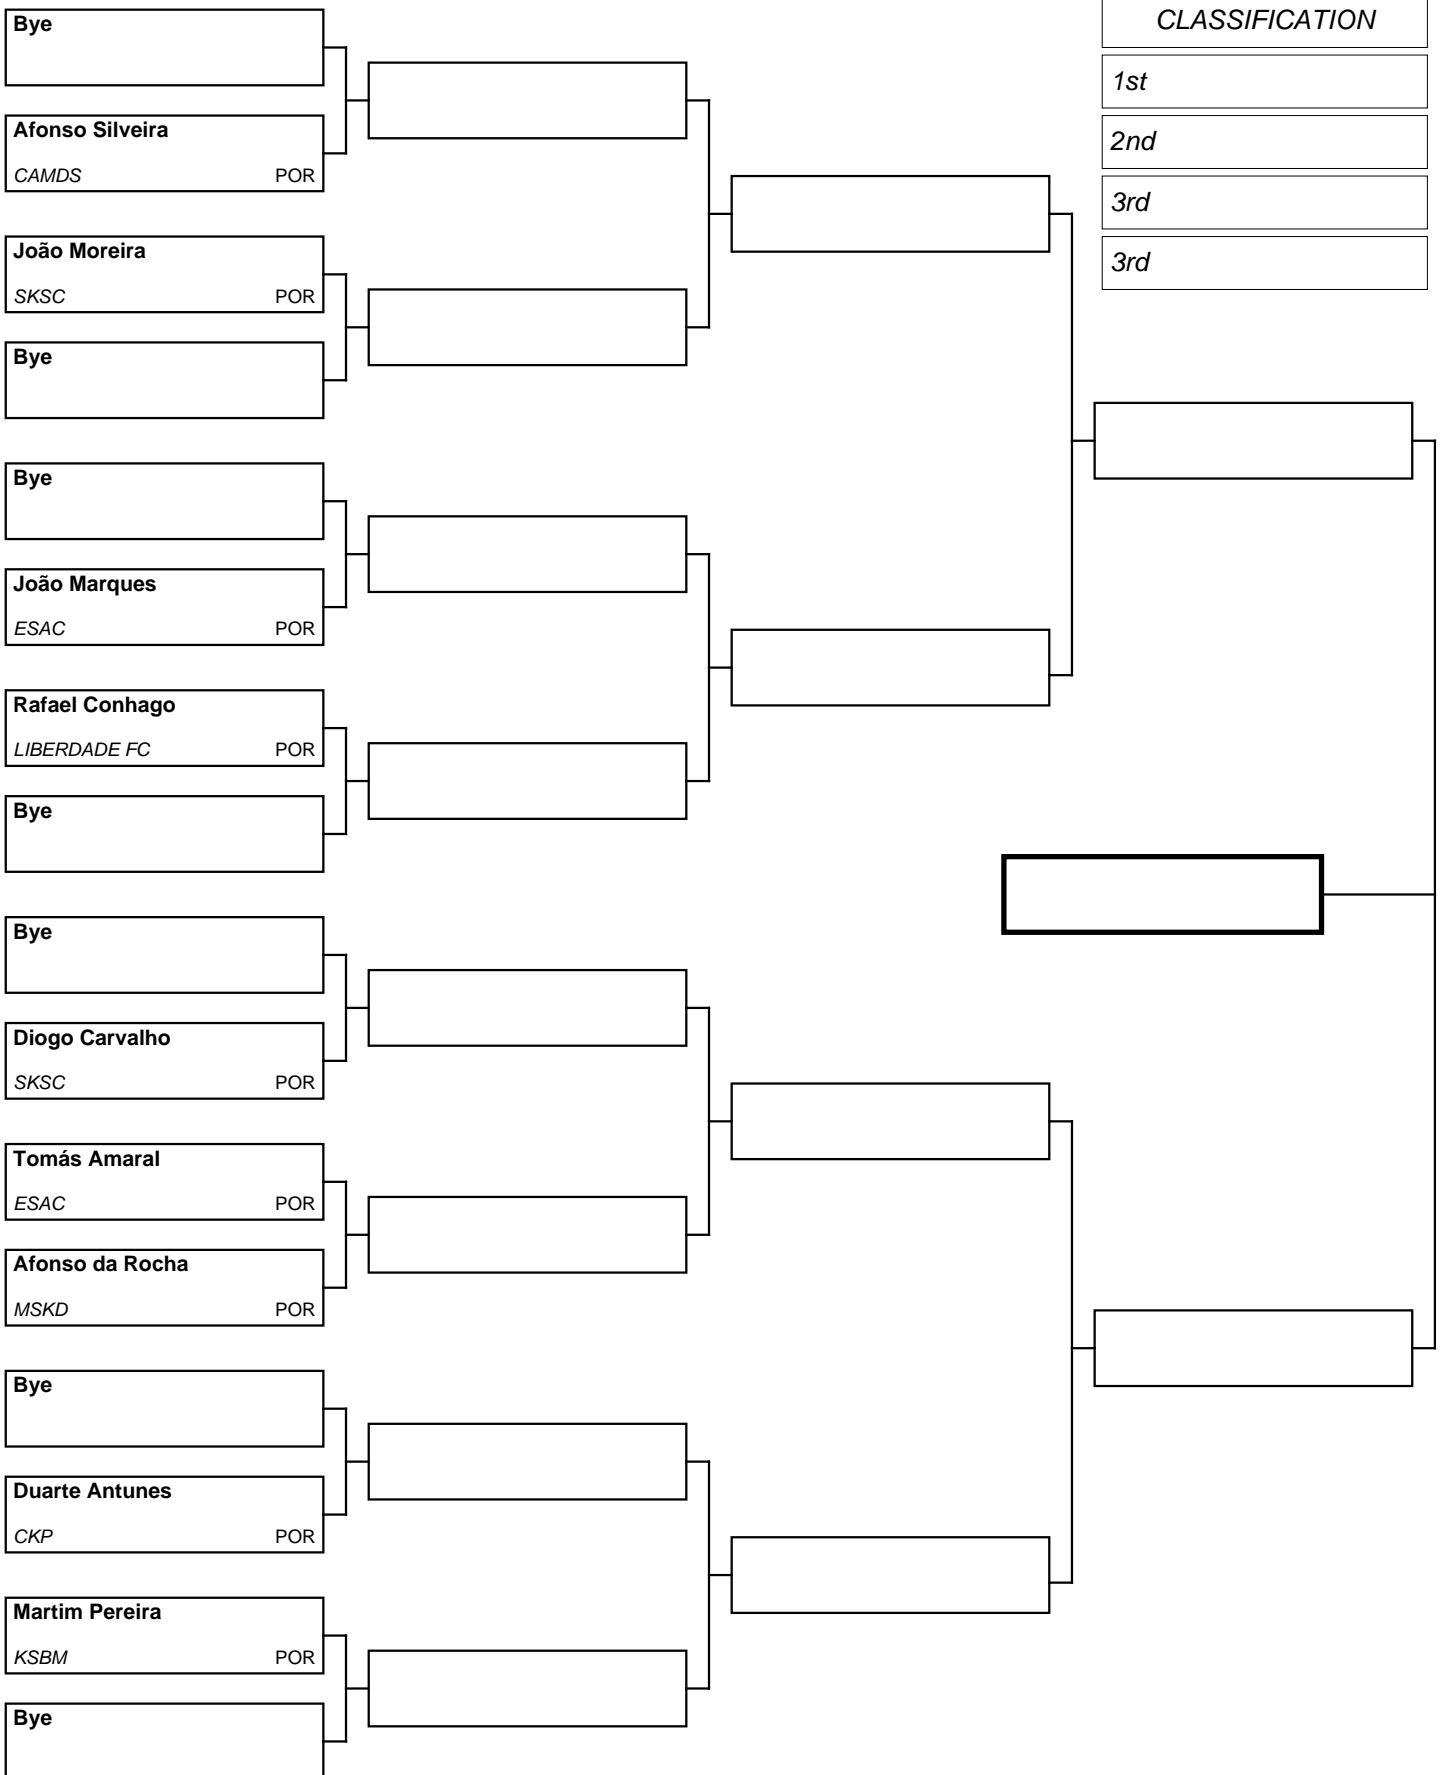 Bye
Afonso Silveira
CAMDS POR
João Moreira
SKSC POR
Bye
Bye
João Marques
ESAC POR
Rafael Conhago
LIBERDADE FC POR
Bye
Bye
Diogo Carvalho
SKSC POR
Tomás Amaral
ESAC POR
Afonso da Rocha
MSKD POR
Bye
Duarte Antunes
CKP POR
Martim Pereira
KSBM POR
Bye
CLASSIFICATION
1st
2nd
3rd
3rd